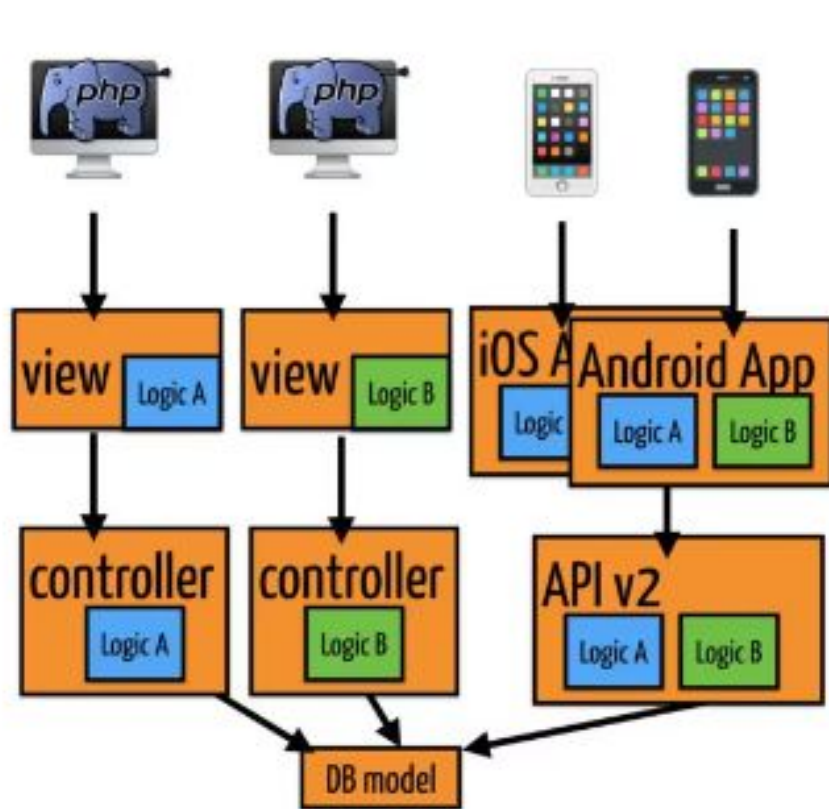 php
php
view
Logic A
view
Logic B
iOS A
Logic
Android App
Logic A
Logic B
controller
Logic A
controller
Logic B
API v2
Logic A
Logic B
DB model